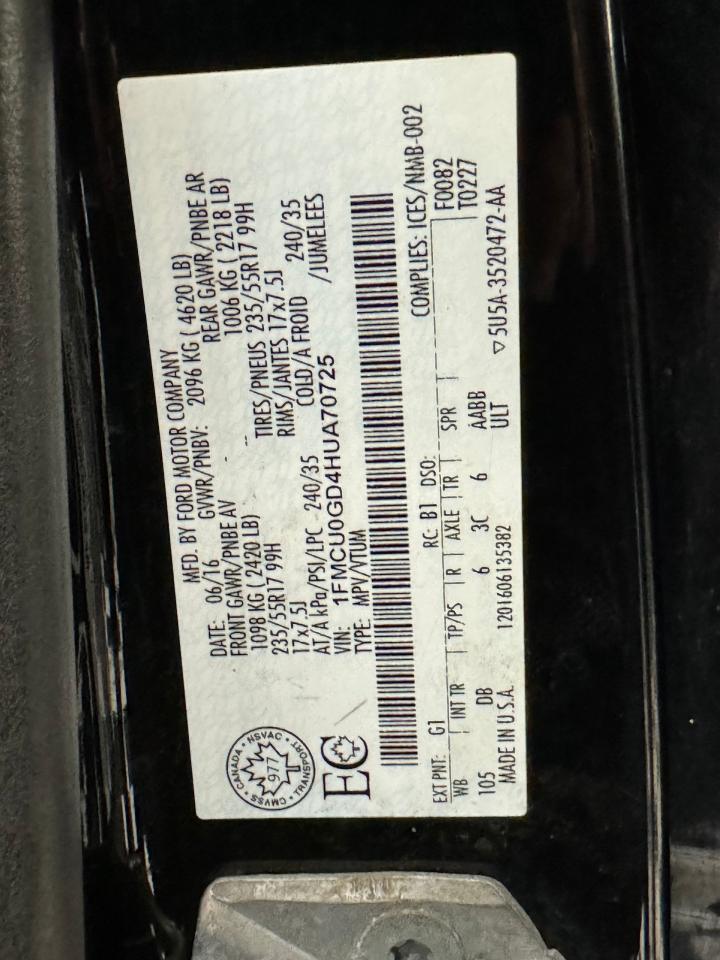 MFD. BY FORD MOTOR COMPANY
DATE: 06/16 GVWR/PNBV: 2096 KG ( 4620 LB)
FRONT GAWR/PNBE AV REAR GAWR/PNBE AR
1098 KG ( 2420 LB) -- 1006 KG ( 2218 LB)
235/55R17 99H TIRES/PNEUS 235/55R17 99H
17x7.5J RIMS/JANTES 17x7.5J
AT/A kPa/PSI/LPC 240/35 COLD/A FROID 240/35
VIN: 1FMCU0GD4HUA70725 /JUMELEES
TYPE: MPV/VTUM
CANADA • NSVAC • TRANSPORT • CMVSS •
977
EC
COMPLIES: ICES/NMB-002
EXT PNT: G1 RC: B1 DSO: F0082
WB INT TR TP/PS R AXLE TR SPR T0227
105 DB 6 3C 6 AABB
ULT ▽ 5U5A-3520472-AA
MADE IN U.S.A. 1201606135382